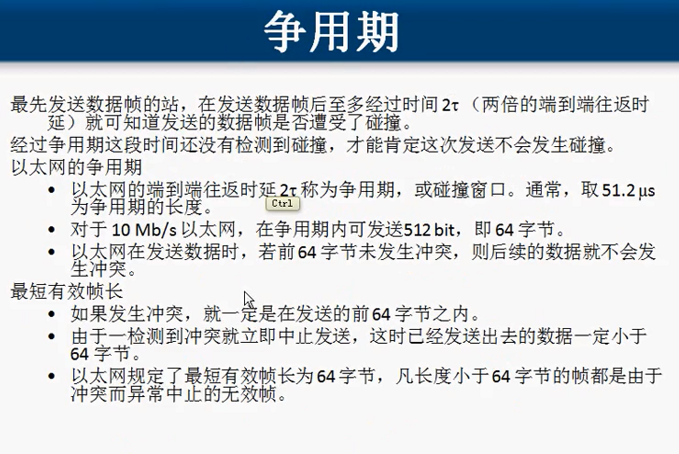 争用期
最先发送数据帧的站，在发送数据帧后至多经过时间 2τ （两倍的端到端往返时
延）就可知道发送的数据帧是否遭受了碰撞。
经过争用期这段时间还没有检测到碰撞，才能肯定这次发送不会发生碰撞。
以太网的争用期
• 以太网的端到端往返时延 2τ 称为争用期，或碰撞窗口。通常，取 51.2 μs
为争用期的长度。
Ctrl
• 对于 10 Mb/s 以太网，在争用期内可发送512 bit，即 64 字节。
• 以太网在发送数据时，若前 64 字节未发生冲突，则后续的数据就不会发
生冲突。
最短有效帧长
• 如果发生冲突，就一定是在发送的前 64 字节之内。
• 由于一检测到冲突就立即中止发送，这时已经发送出去的数据一定小于
64 字节。
• 以太网规定了最短有效帧长为 64 字节，凡长度小于 64 字节的帧都是由于
冲突而异常中止的无效帧。